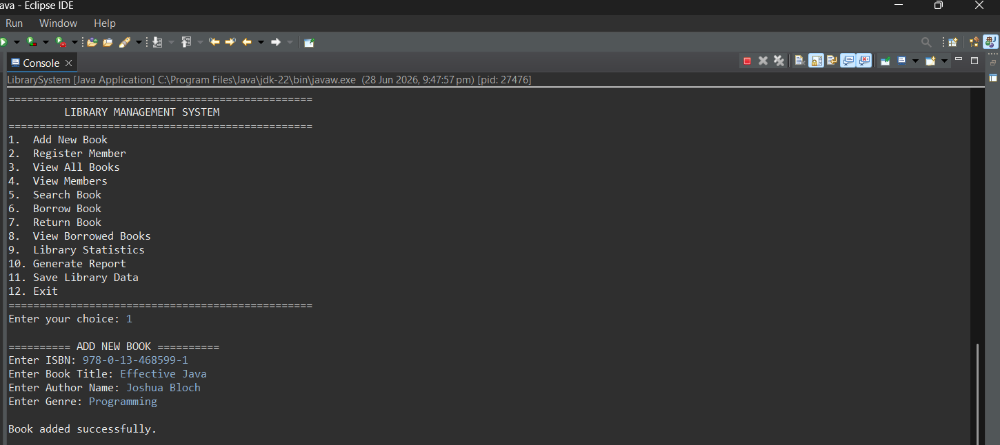 ava - Eclipse IDE
Run Window Help
Console
LibrarySystem [Java Application] C:\Program Files\Java\jdk-22\bin\javaw.exe (28 Jun 2026, 9:47:57 pm) [pid: 27476]
=================================================
LIBRARY MANAGEMENT SYSTEM
=================================================
1. Add New Book
2. Register Member
3. View All Books
4. View Members
5. Search Book
6. Borrow Book
7. Return Book
8. View Borrowed Books
9. Library Statistics
10. Generate Report
11. Save Library Data
12. Exit
=================================================
Enter your choice: 1
========== ADD NEW BOOK ==========
Enter ISBN: 978-0-13-468599-1
Enter Book Title: Effective Java
Enter Author Name: Joshua Bloch
Enter Genre: Programming
Book added successfully.